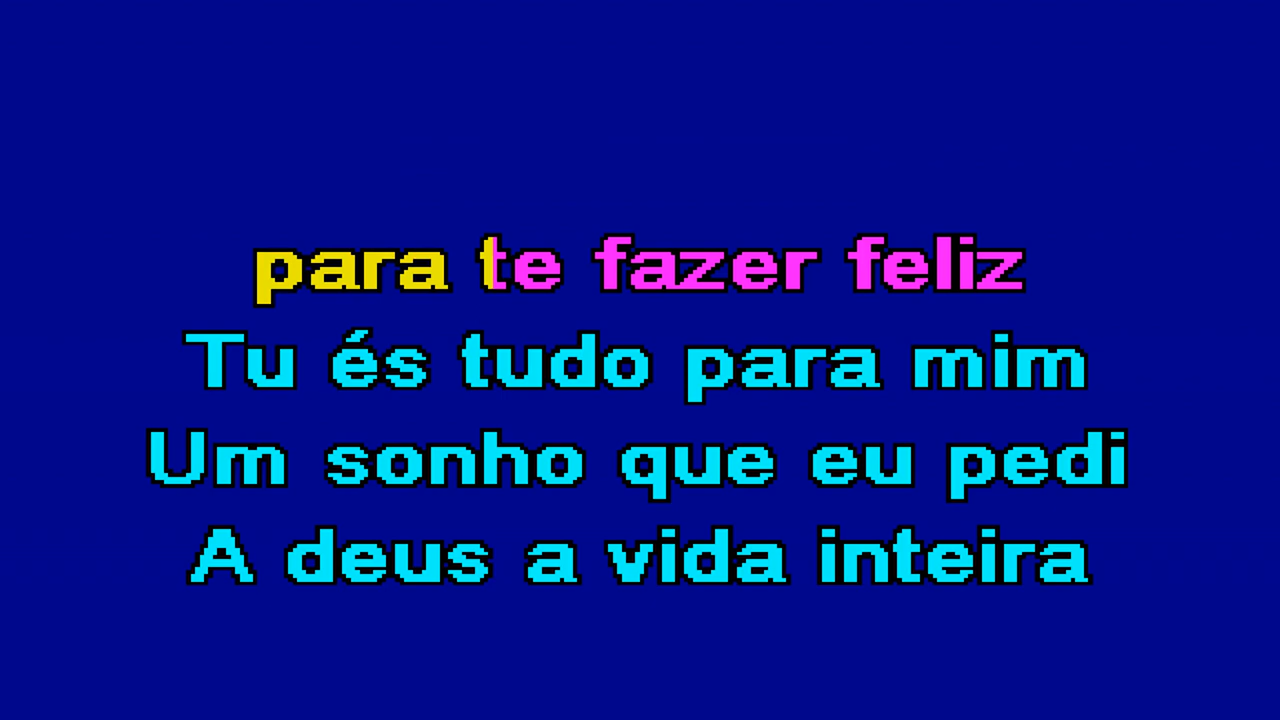 para te fazer feliz
Tu és tudo para mim
Um sonho que eu pedi
A deus a vida inteira